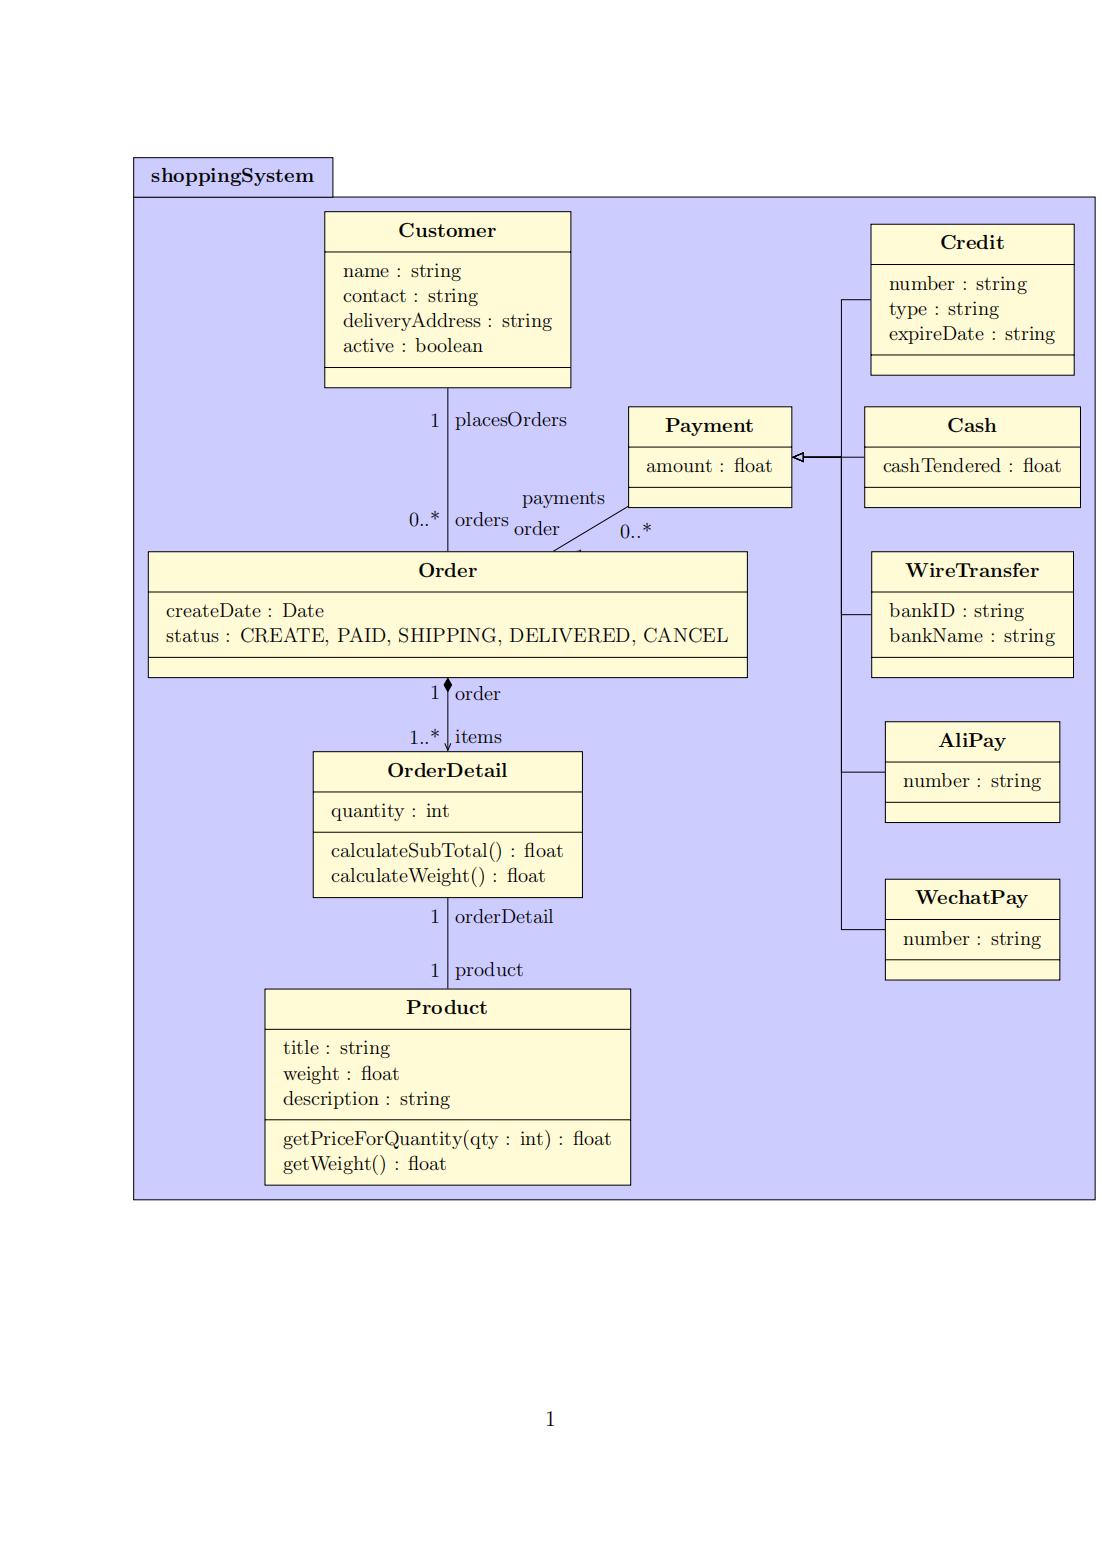 shoppingSystem
Customer
name : string
contact : string
deliveryAddress : string
active : boolean
Credit
number : string
type : string
expireDate : string
1 placesOrders
Payment
amount : float
Cash
cashTendered : float
payments
0..* orders
order
0..*
Order
createDate : Date
status : CREATE, PAID, SHIPPING, DELIVERED, CANCEL
WireTransfer
bankID : string
bankName : string
1 order
1..* items
AliPay
number : string
OrderDetail
quantity : int
calculateSubTotal() : float
calculateWeight() : float
WechatPay
number : string
1 orderDetail
1 product
Product
title : string
weight : float
description : string
getPriceForQuantity(qty : int) : float
getWeight() : float
1